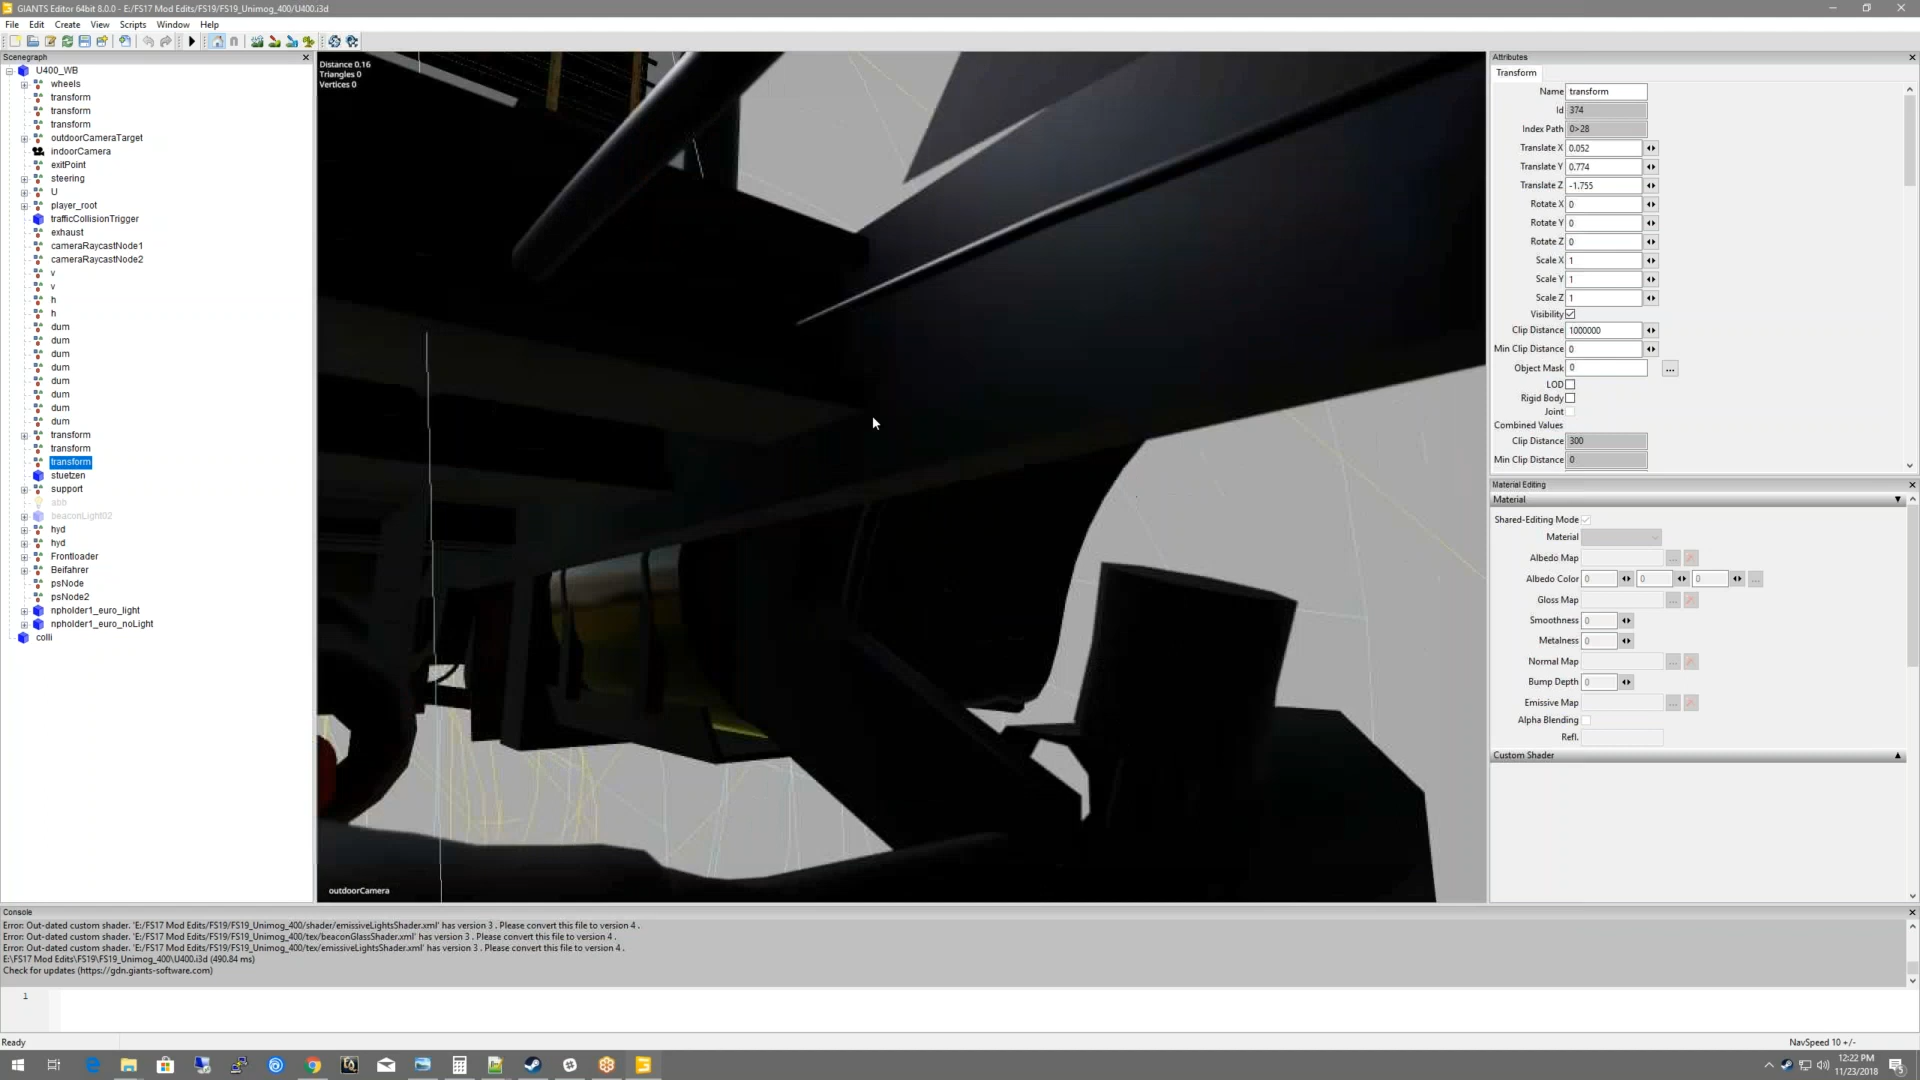 GIANTS Editor 64bit 8.0.0 - E:/FS17 Mod Edits/FS19/FS19_Unimog_400/U400.i3d
File Edit Create View Scripts Window Help
Scenegraph
U400_WB
wheels
transform
transform
transform
outdoorCameraTarget
indoorCamera
exitPoint
steering
U
player_root
trafficCollisionTrigger
exhaust
cameraRaycastNode1
cameraRaycastNode2
v
v
h
h
dum
dum
dum
dum
dum
dum
dum
dum
transform
transform
transform
stuetzen
support
beaconLight02
hyd
hyd
Frontloader
Beifahrer
psNode
psNode2
npholder1_euro_light
npholder1_euro_noLight
colli
Distance 0.16
Triangles 0
Vertices 0
outdoorCamera
Attributes
Transform
Name transform
Id 374
Index Path 0>28
Translate X 0.052
Translate Y 0.774
Translate Z -1.755
Rotate X 0
Rotate Y 0
Rotate Z 0
Scale X 1
Scale Y 1
Scale Z 1
Visibility
Clip Distance 1000000
Min Clip Distance 0
Object Mask 0 ...
LOD
Rigid Body
Joint
Combined Values
Clip Distance 300
Min Clip Distance 0
Material Editing
Material
Shared-Editing Mode
Material
Albedo Map ...
Albedo Color 0 0 0 ...
Gloss Map ...
Smoothness 0
Metalness 0
Normal Map ...
Bump Depth 0
Emissive Map ...
Alpha Blending
Refl.
Custom Shader
Console
Error: Out-dated custom shader. 'E:/FS17 Mod Edits/FS19/FS19_Unimog_400/shader/emissiveLightsShader.xml' has version 3 . Please convert this file to version 4 .
Error: Out-dated custom shader. 'E:/FS17 Mod Edits/FS19/FS19_Unimog_400/tex/beaconGlassShader.xml' has version 3 . Please convert this file to version 4 .
Error: Out-dated custom shader. 'E:/FS17 Mod Edits/FS19/FS19_Unimog_400/tex/emissiveLightsShader.xml' has version 3 . Please convert this file to version 4 .
E:\FS17 Mod Edits\FS19\FS19_Unimog_400\U400.i3d (490.84 ms)
Check for updates (https://gdn.giants-software.com)
1
Ready
NavSpeed 10 +/-
12:22 PM
11/23/2018